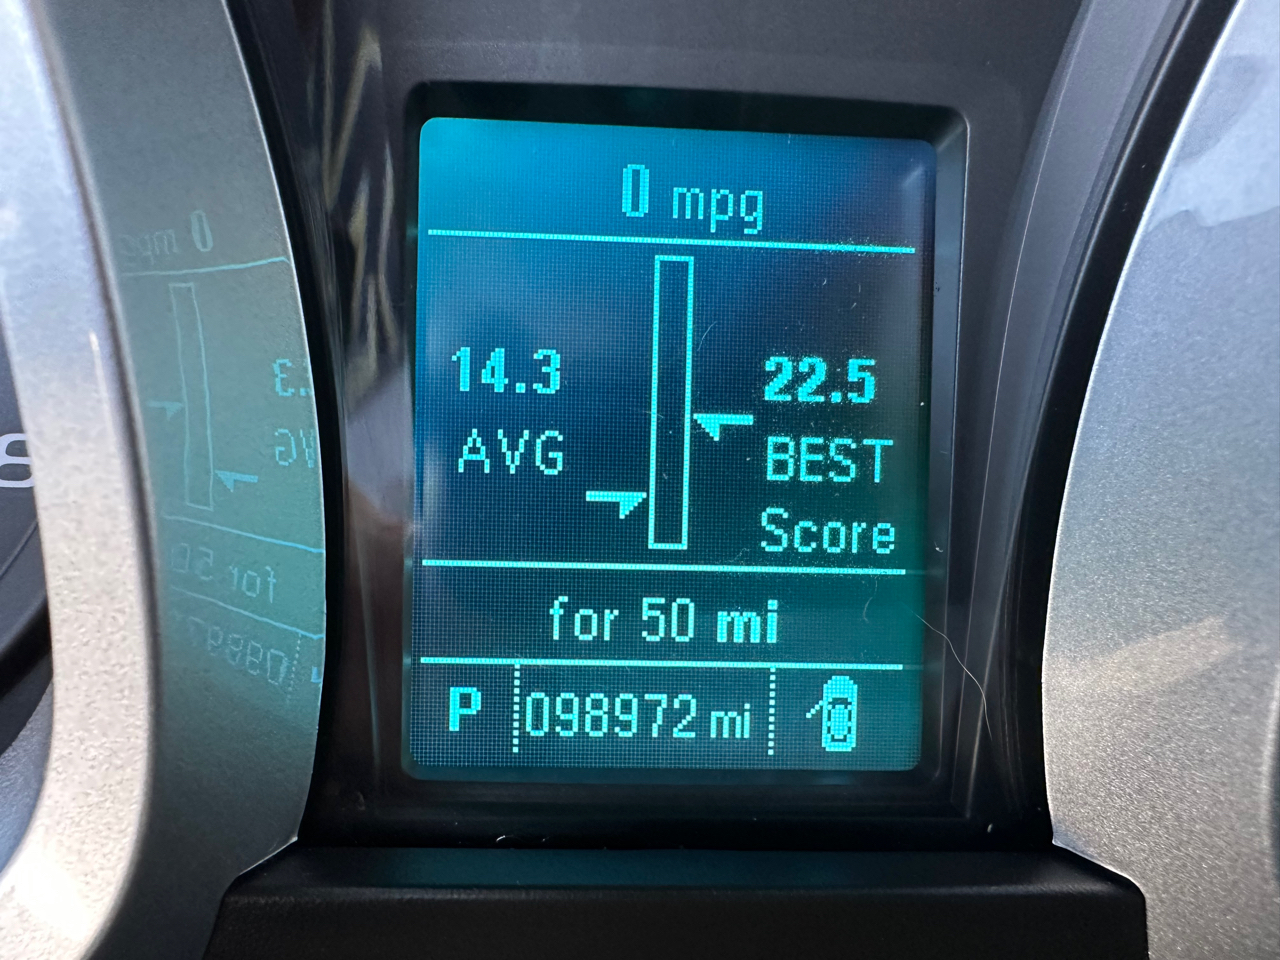 0 mpg
14.3
AVG
22.5
BEST
Score
for 50 mi
P 098972 mi